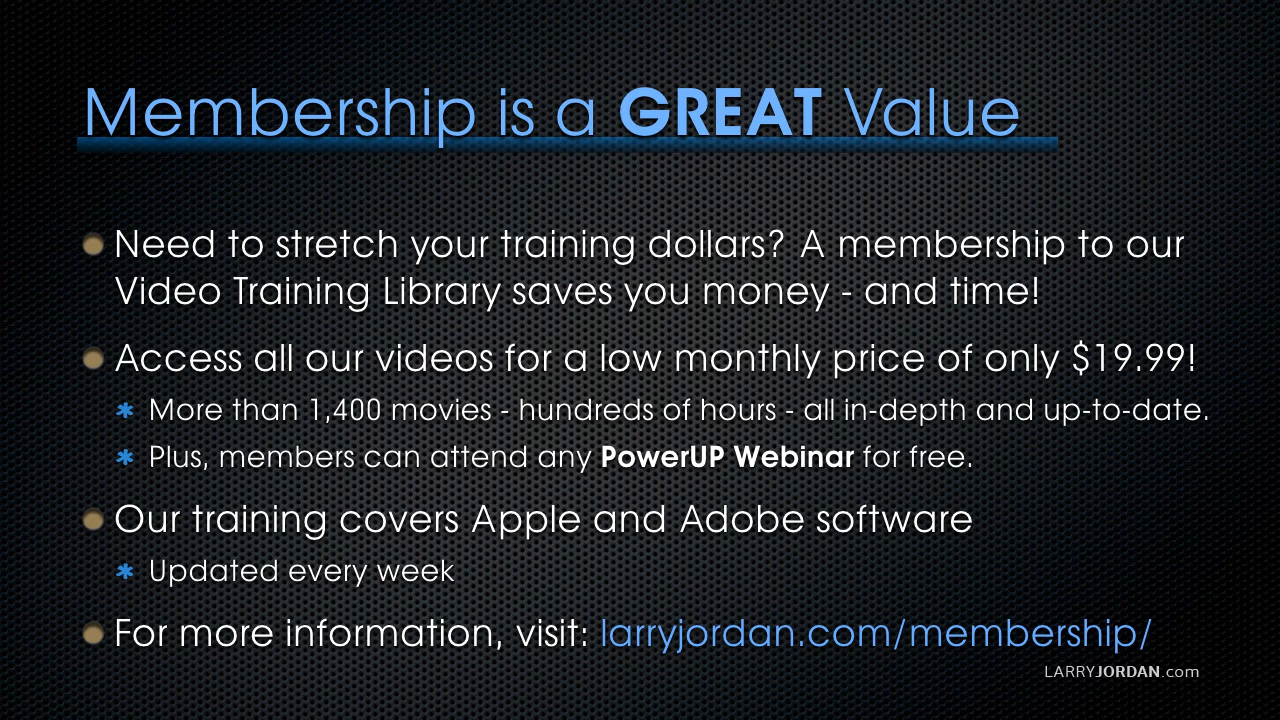 Membership is a GREAT Value
Need to stretch your training dollars? A membership to our
Video Training Library saves you money - and time!
Access all our videos for a low monthly price of only $19.99!
More than 1,400 movies - hundreds of hours - all in-depth and up-to-date.
Plus, members can attend any PowerUP Webinar for free.
Our training covers Apple and Adobe software
Updated every week
For more information, visit: larryjordan.com/membership/
LARRYJORDAN.com